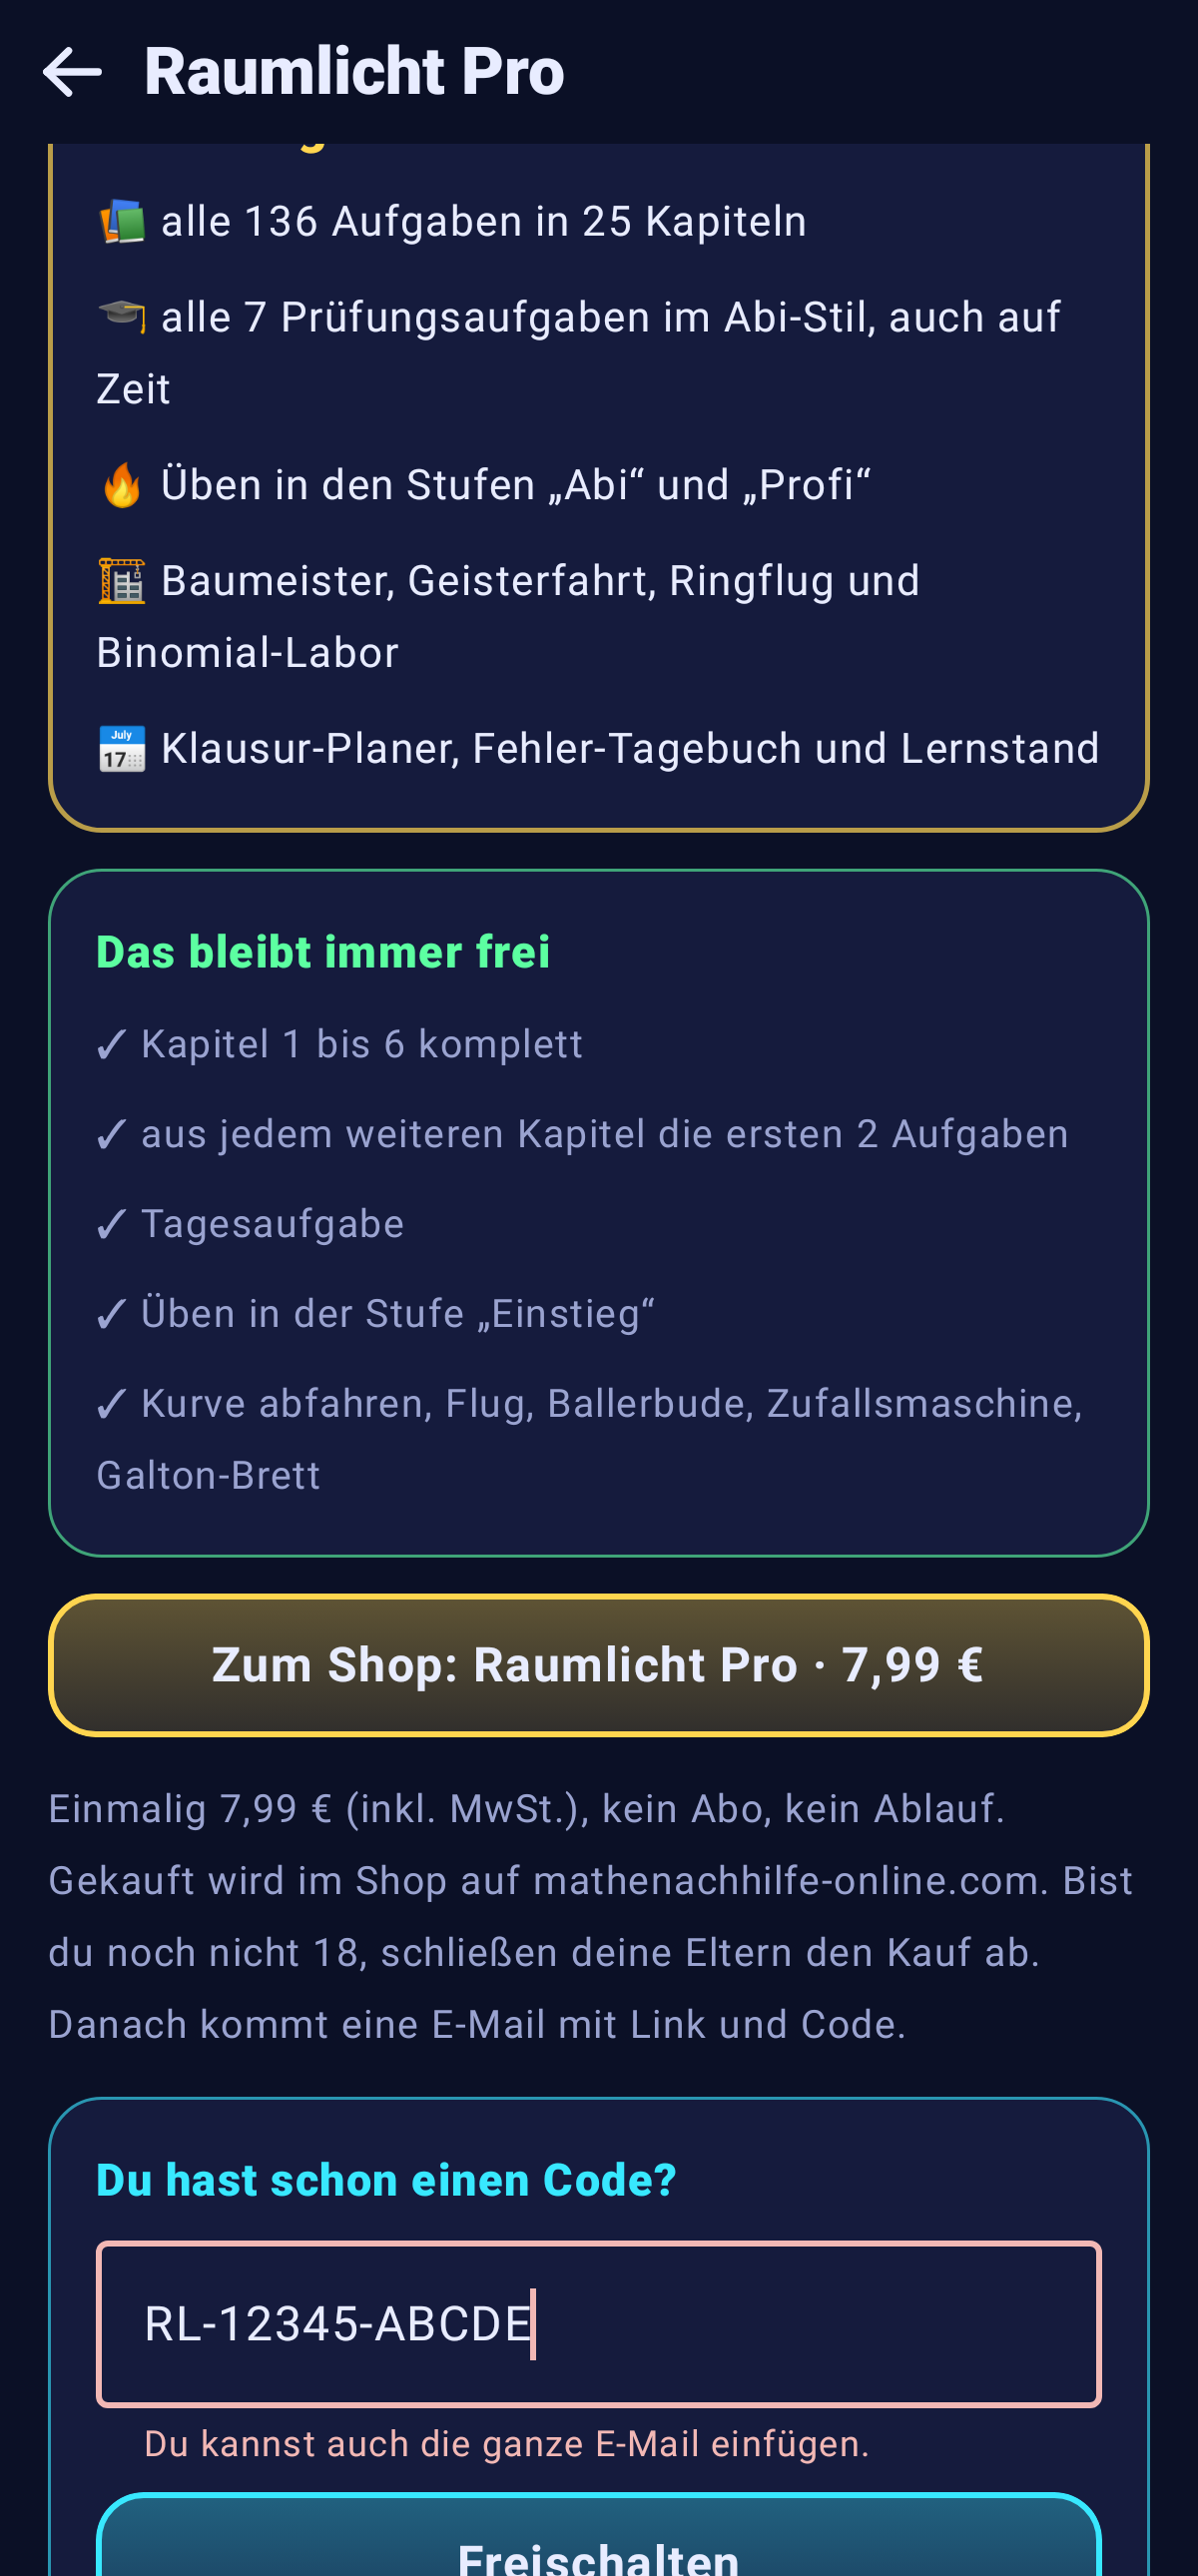 Raumlicht Pro
alle 136 Aufgaben in 25 Kapiteln
alle 7 Prüfungsaufgaben im Abi-Stil, auch auf
Zeit
Üben in den Stufen „Abi“ und „Profi“
Baumeister, Geisterfahrt, Ringflug und
Binomial-Labor
July
17
Klausur-Planer, Fehler-Tagebuch und Lernstand
Das bleibt immer frei
✓ Kapitel 1 bis 6 komplett
✓ aus jedem weiteren Kapitel die ersten 2 Aufgaben
✓ Tagesaufgabe
✓ Üben in der Stufe „Einstieg“
✓ Kurve abfahren, Flug, Ballerbude, Zufallsmaschine,
Galton-Brett
Zum Shop: Raumlicht Pro · 7,99 €
Einmalig 7,99 € (inkl. MwSt.), kein Abo, kein Ablauf.
Gekauft wird im Shop auf mathenachhilfe-online.com. Bist
du noch nicht 18, schließen deine Eltern den Kauf ab.
Danach kommt eine E-Mail mit Link und Code.
Du hast schon einen Code?
RL-12345-ABCDE
Du kannst auch die ganze E-Mail einfügen.
Freischalten